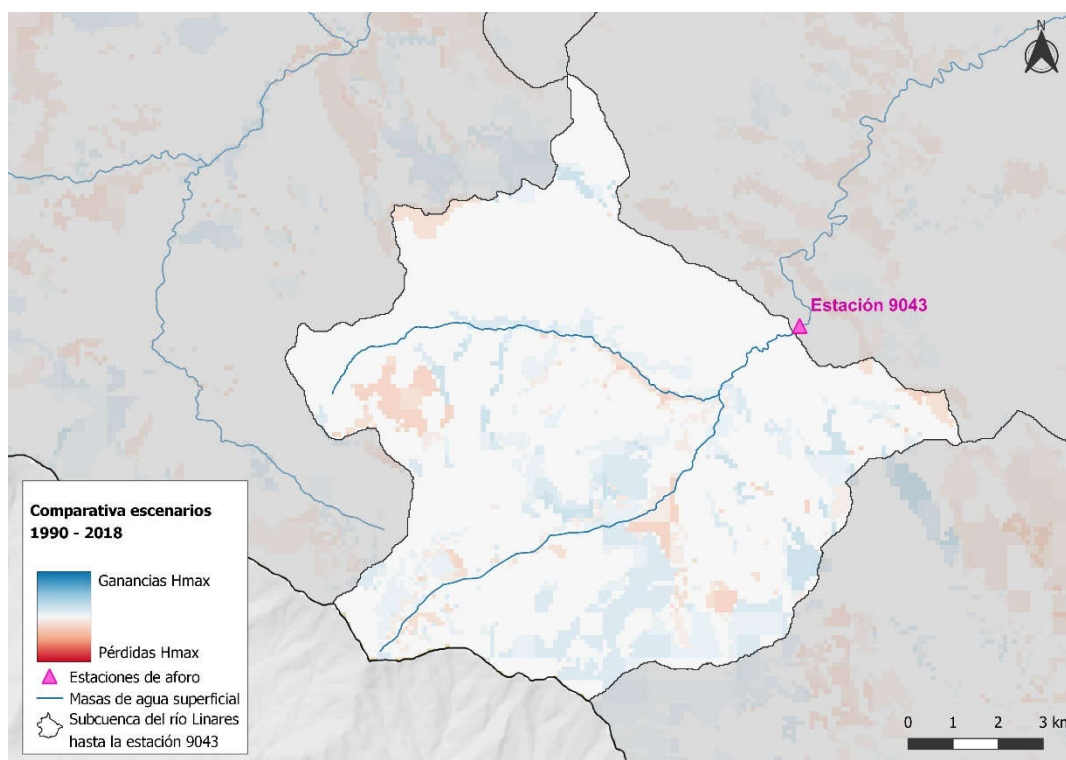 N
Estación 9043
Comparativa escenarios
1990 - 2018
Ganancias Hmax
Pérdidas Hmax
Estaciones de aforo
Masas de agua superficial
Subcuenca del río Linares
hasta la estación 9043
0 1 2 3 km